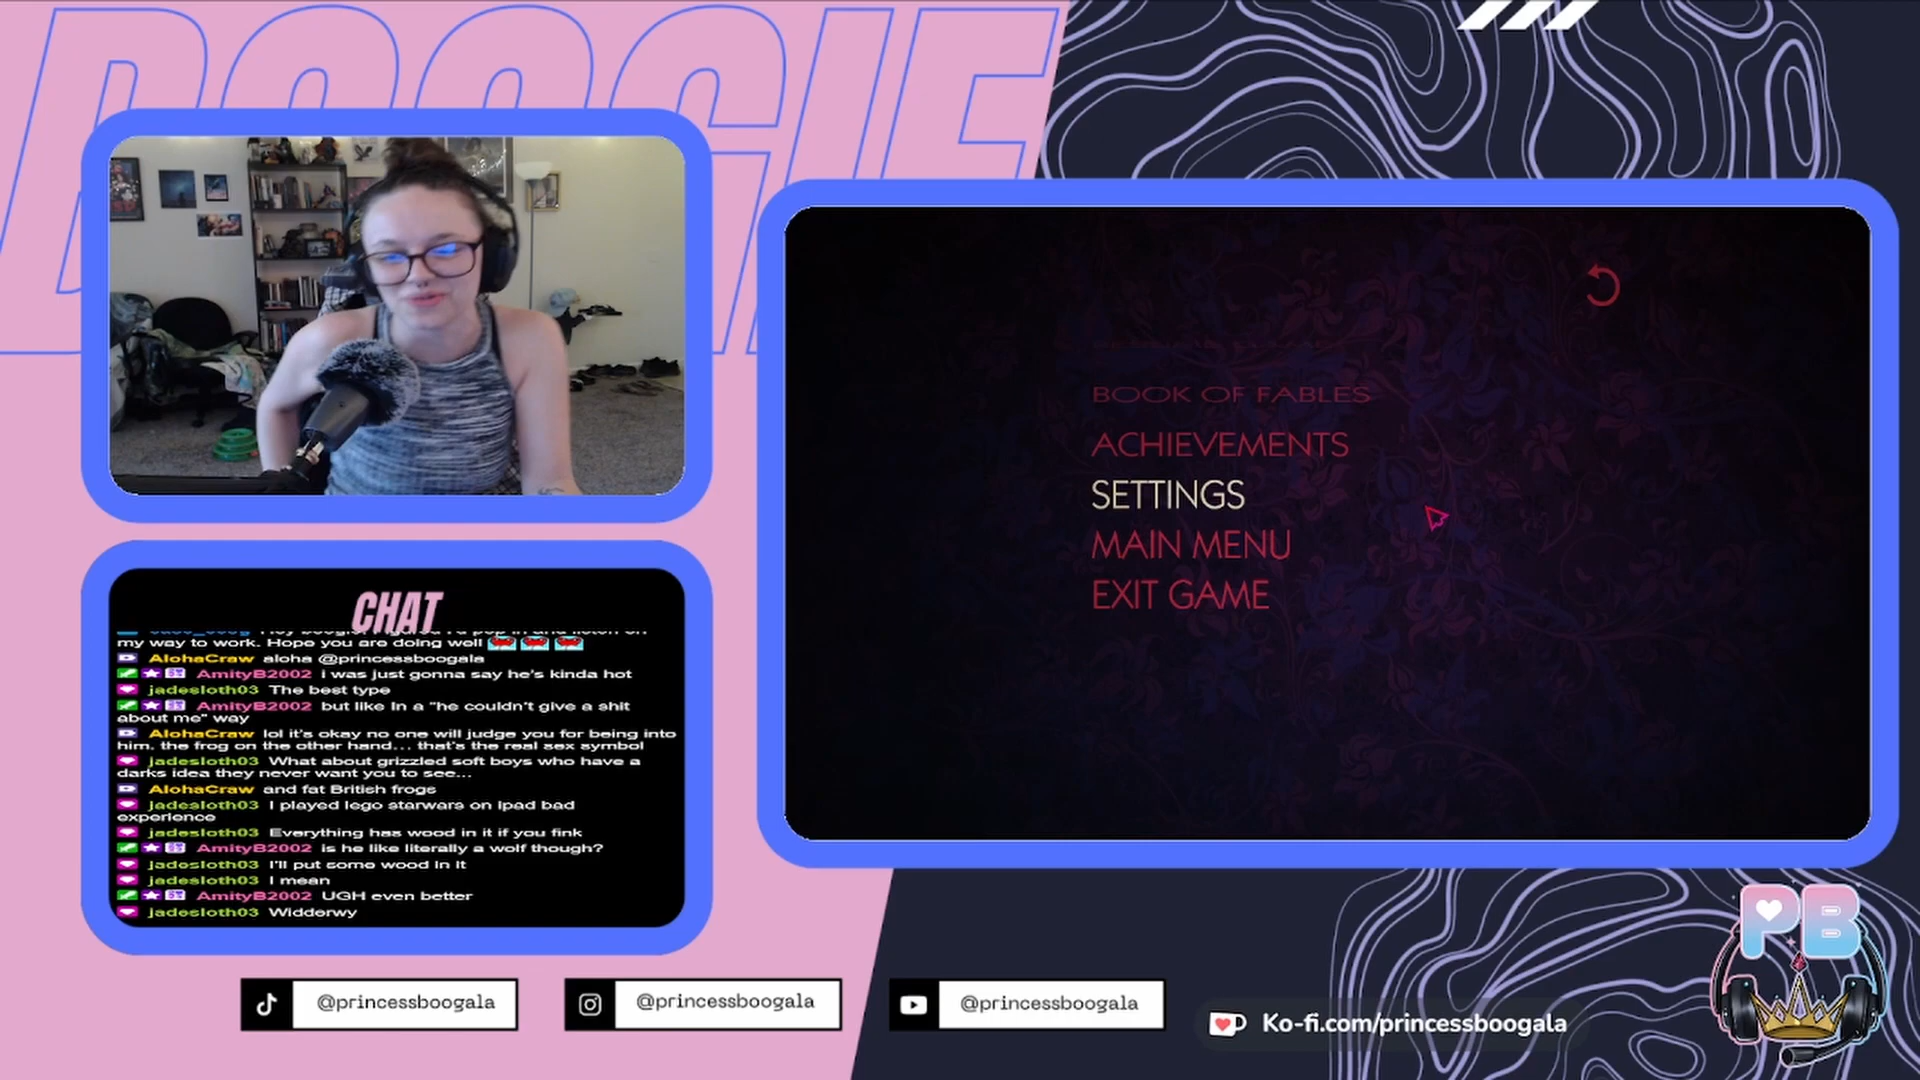 BOOGIE
CHAT
my way to work. Hope you are doing well
AlohaCraw aloha @princessboogala
AmityB2002 i was just gonna say he's kinda hot
jadesloth03 The best type
AmityB2002 but like in a "he couldn't give a shit
about me" way
AlohaCraw lol it's okay no one will judge you for being into
him. the frog on the other hand... that's the real sex symbol
jadesloth03 What about grizzled soft boys who have a
darks idea they never want you to see...
AlohaCraw and fat British frogs
jadesloth03 I played lego starwars on ipad bad
experience
jadesloth03 Everything has wood in it if you fink
AmityB2002 is he like literally a wolf though?
jadesloth03 I'll put some wood in it
jadesloth03 I mean
AmityB2002 UGH even better
jadesloth03 Widderwy
BOOK OF FABLES
ACHIEVEMENTS
SETTINGS
MAIN MENU
EXIT GAME
@princessboogala
@princessboogala
@princessboogala
Ko-fi.com/princessboogala
PB